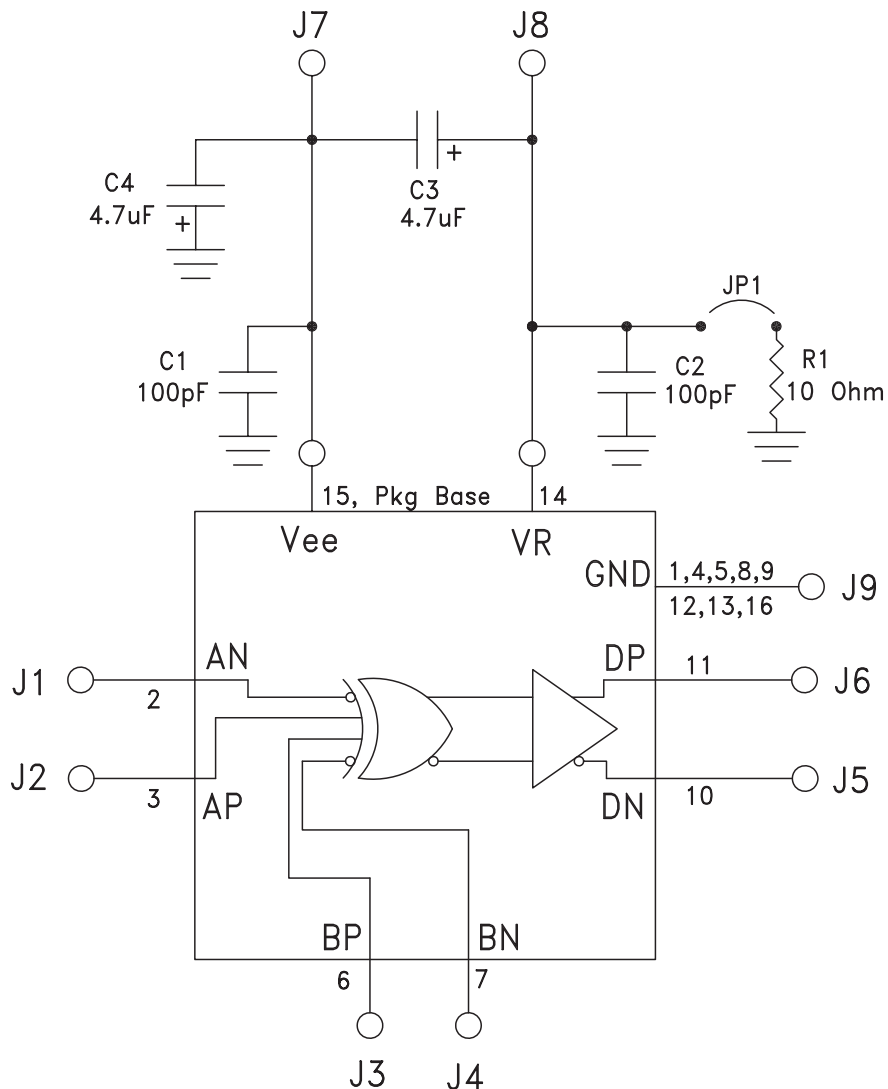 J7
J8
C4
4.7uF
+
+
C3
4.7uF
JP1
C1
100pF
C2
100pF
R1
10 Ohm
15, Pkg Base
14
Vee
VR
GND
1,4,5,8,9
12,13,16
J9
J1
AN
2
DP
11
J6
J2
3
AP
DN
10
J5
BP
BN
6
7
J3
J4